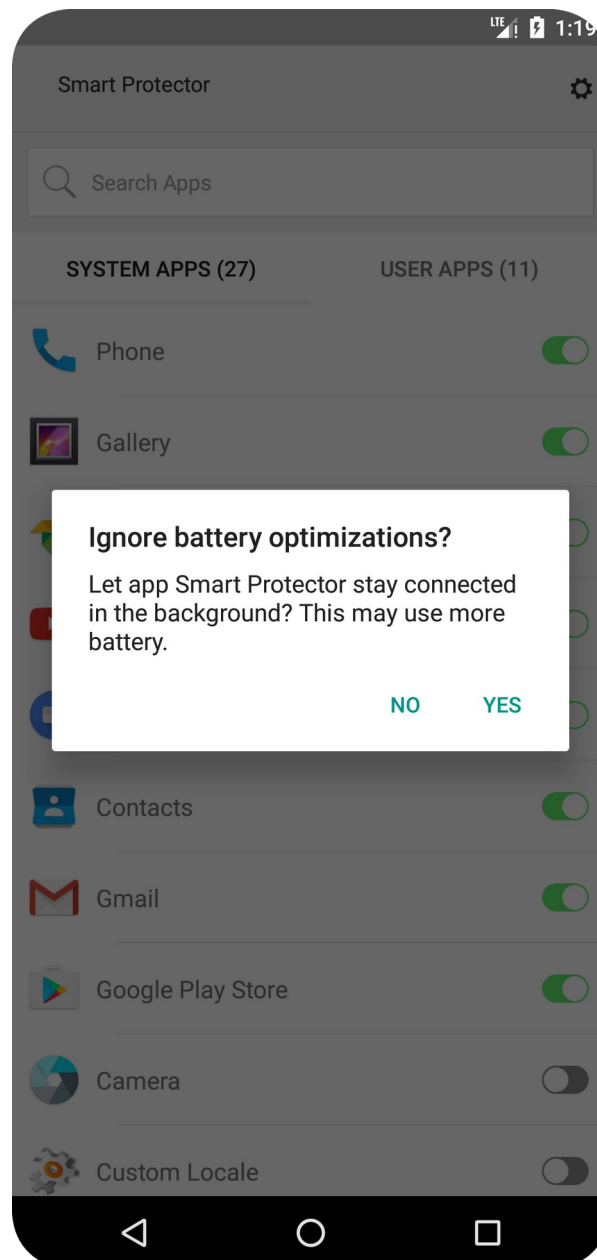 LTE 1:19
Smart Protector
Search Apps
SYSTEM APPS (27) USER APPS (11)
Phone
Gallery
Ignore battery optimizations?
Let app Smart Protector stay connected
in the background? This may use more
battery.
NO YES
Contacts
Gmail
Google Play Store
Camera
Custom Locale